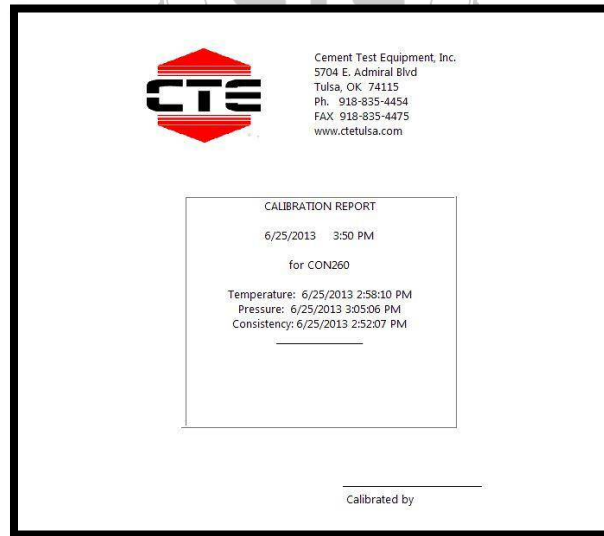 CTE
Cement Test Equipment, Inc.
5704 E. Admiral Blvd
Tulsa, OK 74115
Ph. 918-835-4454
FAX 918-835-4475
www.ctetulsa.com
CALIBRATION REPORT
6/25/2013 3:50 PM
for CON260
Temperature: 6/25/2013 2:58:10 PM
Pressure: 6/25/2013 3:05:06 PM
Consistency: 6/25/2013 2:52:07 PM
Calibrated by